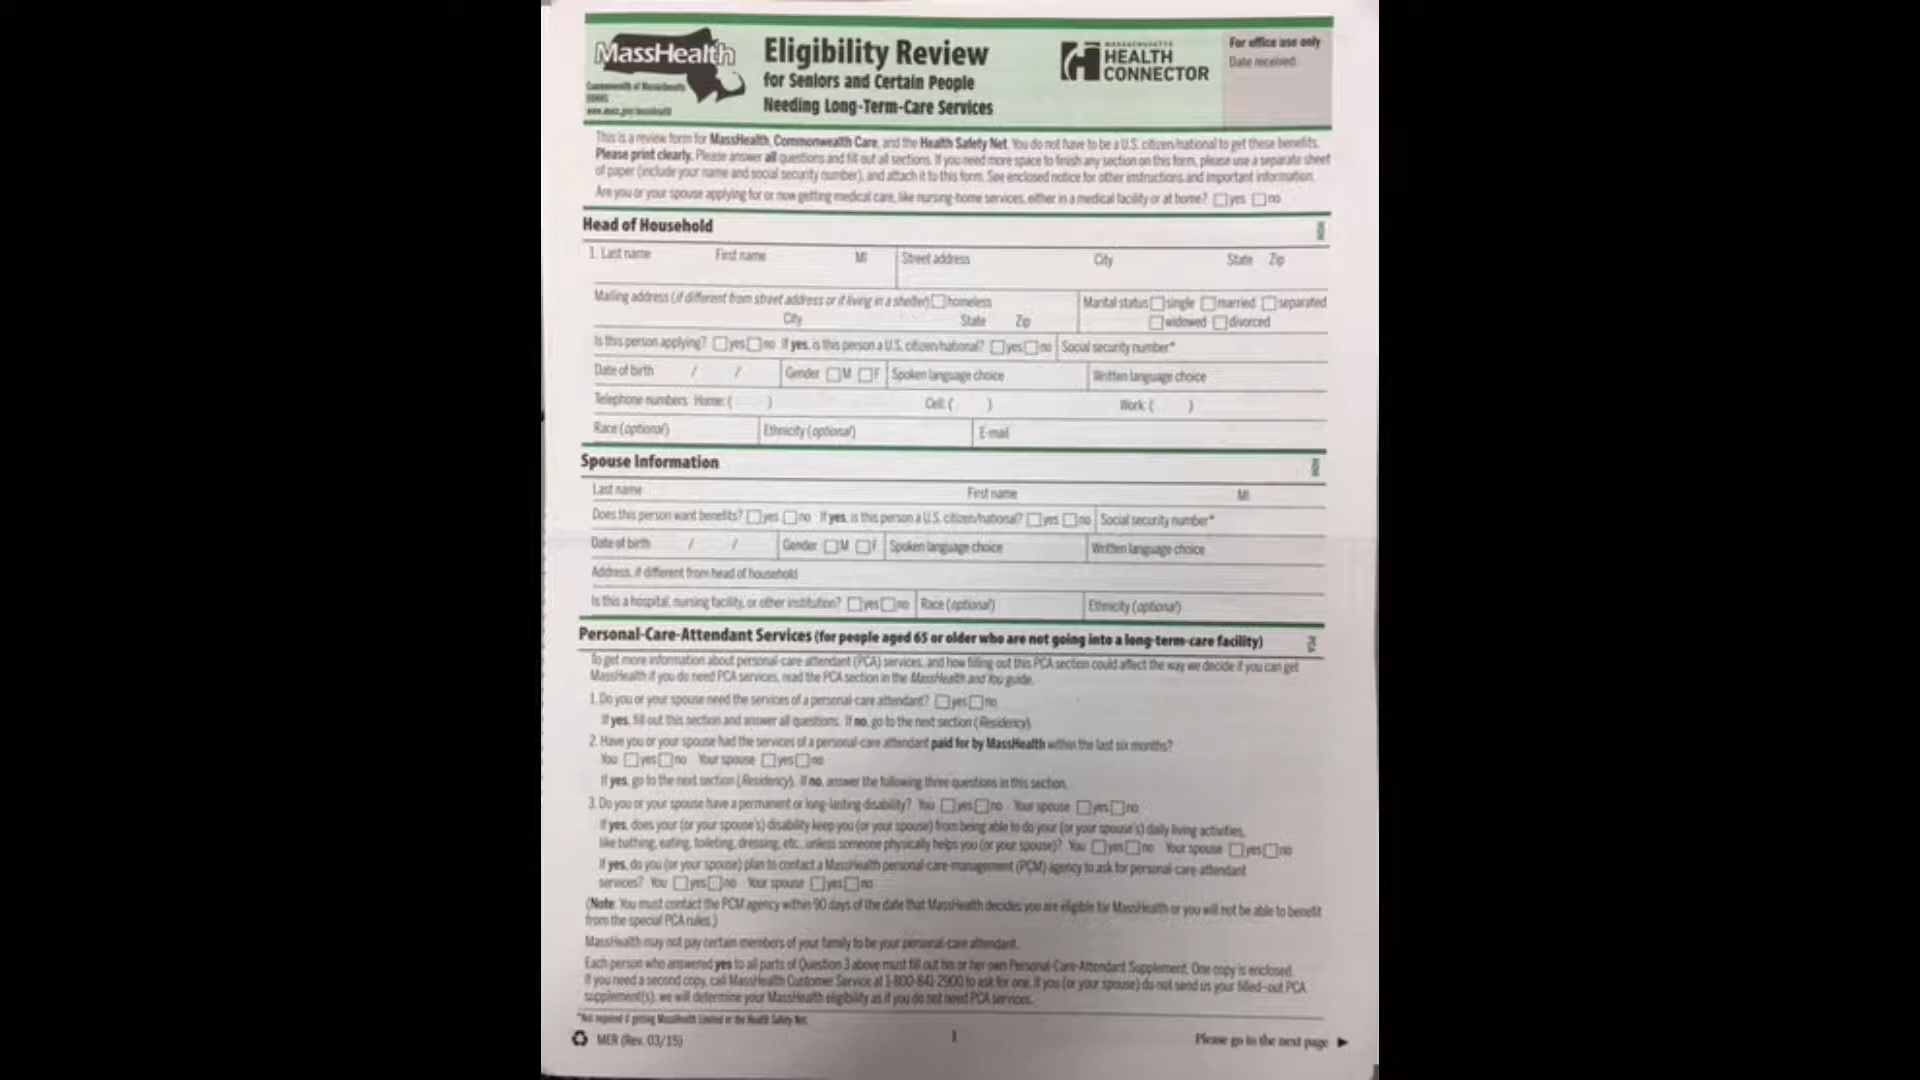 MassHealth
Commonwealth of Massachusetts
EOHHS
www.mass.gov/masshealth
Eligibility Review
for Seniors and Certain People
Needing Long-Term-Care Services
MASSACHUSETTS
HEALTH
CONNECTOR
For office use only
Date received:
This is a review form for MassHealth, Commonwealth Care, and the Health Safety Net. You do not have to be a U.S. citizen/national to get these benefits.
Please print clearly. Please answer all questions and fill out all sections. If you need more space to finish any section on this form, please use a separate sheet
of paper (include your name and social security number), and attach it to this form. See enclosed notice for other instructions and important information.
Are you or your spouse applying for or now getting medical care, like nursing-home services, either in a medical facility or at home? yes no
Head of Household
1. Last name First name MI Street address City State Zip
Mailing address (if different from street address or if living in a shelter) homeless Marital status single married separated
City State Zip widowed divorced
Is this person applying? yes no If yes, is this person a U.S. citizen/national? yes no Social security number*
Date of birth / / Gender M F Spoken language choice Written language choice
Telephone numbers Home: ( ) Cell: ( ) Work: ( )
Race (optional) Ethnicity (optional) E-mail
Spouse Information
Last name First name MI
Does this person want benefits? yes no If yes, is this person a U.S. citizen/national? yes no Social security number*
Date of birth / / Gender M F Spoken language choice Written language choice
Address, if different from head of household
Is this a hospital, nursing facility, or other institution? yes no Race (optional) Ethnicity (optional)
Personal-Care-Attendant Services (for people aged 65 or older who are not going into a long-term-care facility)
To get more information about personal-care attendant (PCA) services, and how filling out this PCA section could affect the way we decide if you can get
MassHealth if you do need PCA services, read the PCA section in the MassHealth and You guide.
1. Do you or your spouse need the services of a personal-care attendant? yes no
If yes, fill out this section and answer all questions. If no, go to the next section (Residency).
2. Have you or your spouse had the services of a personal-care attendant paid for by MassHealth within the last six months?
You yes no Your spouse yes no
If yes, go to the next section (Residency). If no, answer the following three questions in this section.
3. Do you or your spouse have a permanent or long-lasting disability? You yes no Your spouse yes no
If yes, does your (or your spouse's) disability keep you (or your spouse) from being able to do your (or your spouse's) daily living activities,
like bathing, eating, toileting, dressing, etc., unless someone physically helps you (or your spouse)? You yes no Your spouse yes no
If yes, do you (or your spouse) plan to contact a MassHealth personal-care-management (PCM) agency to ask for personal-care-attendant
services? You yes no Your spouse yes no
(Note: You must contact the PCM agency within 90 days of the date that MassHealth decides you are eligible for MassHealth or you will not be able to benefit
from the special PCA rules.)
MassHealth may not pay certain members of your family to be your personal-care attendant.
Each person who answered yes to all parts of Question 3 above must fill out his or her own Personal-Care-Attendant Supplement. One copy is enclosed.
If you need a second copy, call MassHealth Customer Service at 1-800-841-2900 to ask for one. If you (or your spouse) do not send us your filled-out PCA
supplement(s), we will determine your MassHealth eligibility as if you do not need PCA services.
*Not required if getting MassHealth Limited or the Health Safety Net.
MER (Rev. 03/15) 1 Please go to the next page